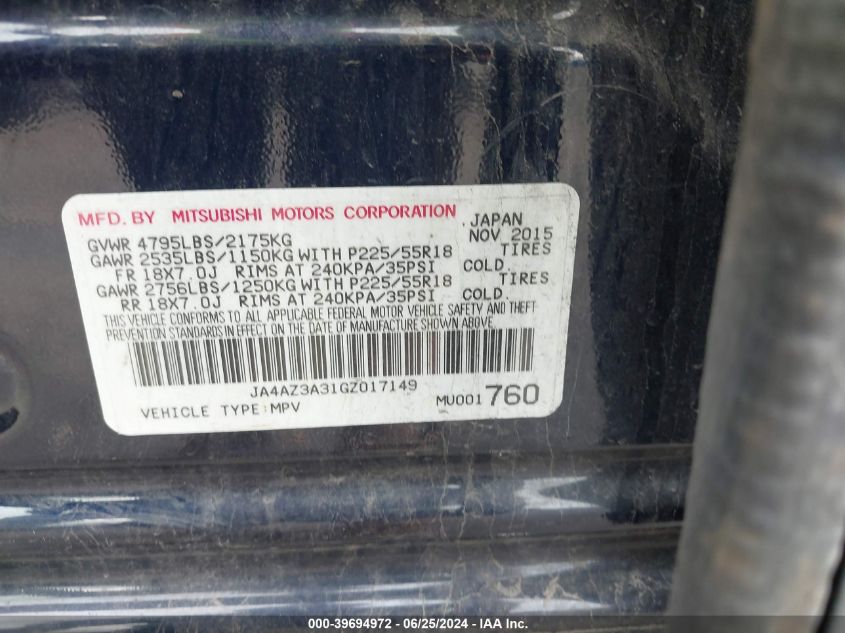 MFD. BY MITSUBISHI MOTORS CORPORATION JAPAN
GVWR 4795LBS/2175KG NOV 2015
GAWR 2535LBS/1150KG WITH P225/55R18 TIRES
FR 18X7.0J RIMS AT 240KPA/35PSI COLD.
GAWR 2756LBS/1250KG WITH P225/55R18 TIRES
RR 18X7.0J RIMS AT 240KPA/35PSI COLD.
THIS VEHICLE CONFORMS TO ALL APPLICABLE FEDERAL MOTOR VEHICLE SAFETY AND THEFT
PREVENTION STANDARDS IN EFFECT ON THE DATE OF MANUFACTURE SHOWN ABOVE
JA4AZ3A31GZ017149
VEHICLE TYPE:MPV MU001 760
000-39694972 - 06/25/2024 - IAAI.COM